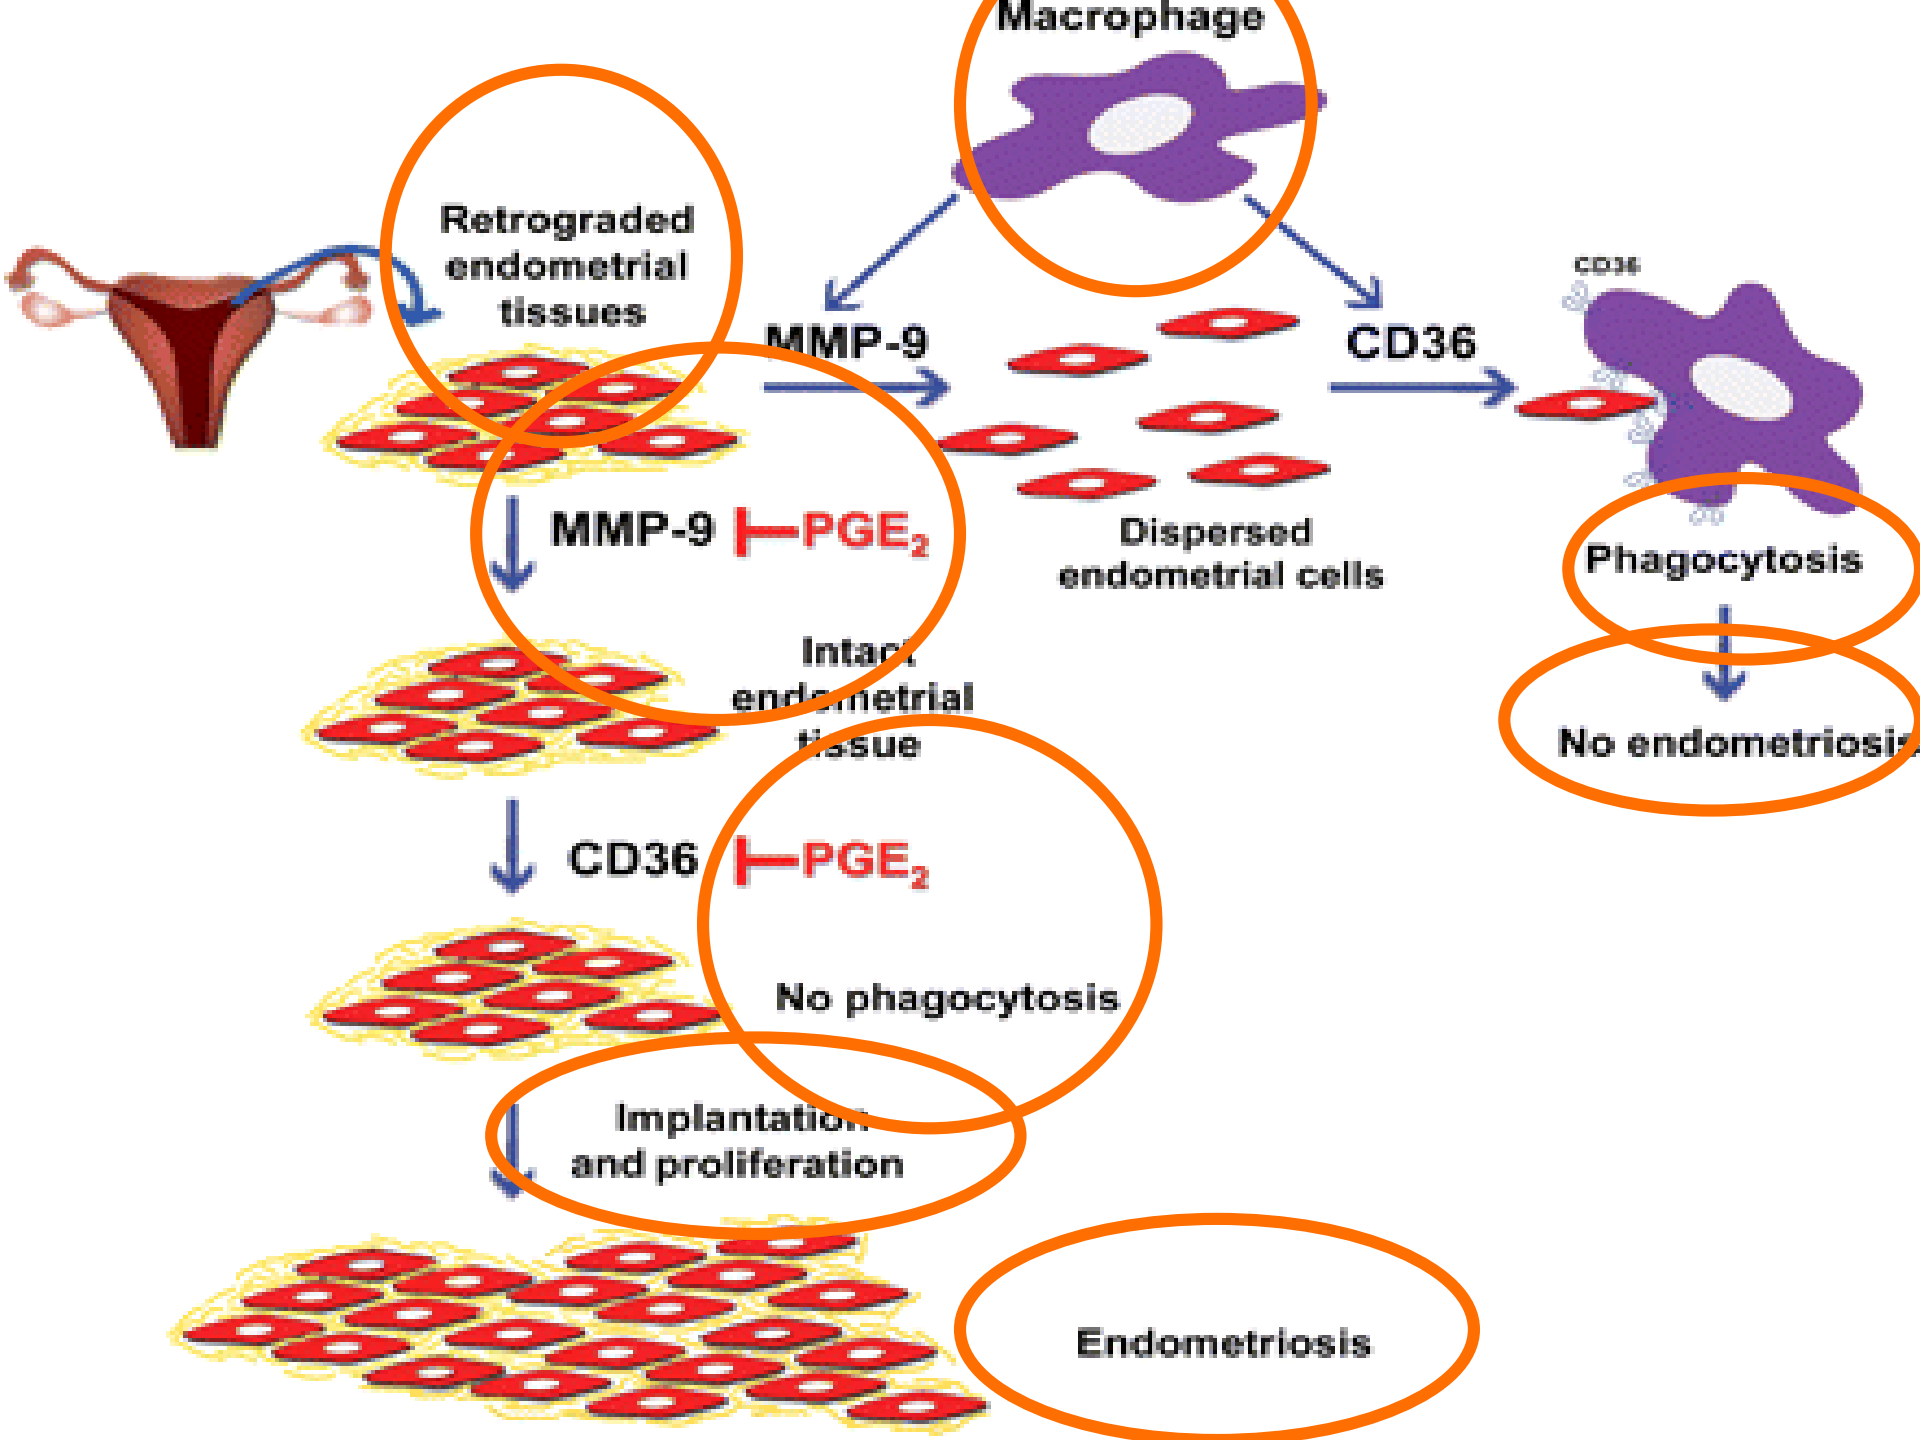 Macrophage
Retrograded
endometrial
tissues
MMP-9
CD36
CD36
Dispersed
endometrial cells
Phagocytosis
No endometriosis
MMP-9 PGE₂
Intact
endometrial
tissue
CD36 PGE₂
No phagocytosis
Implantation
and proliferation
Endometriosis